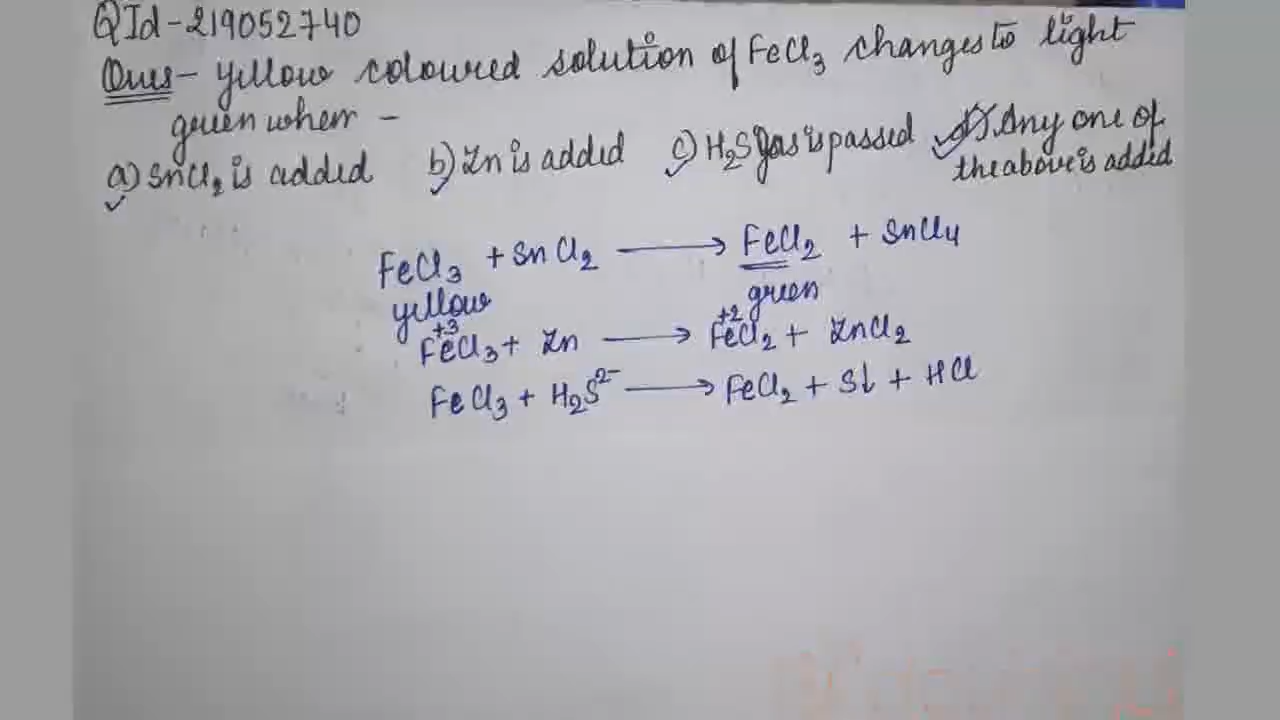 QId-219052740
Ques- yellow coloured solution of FeCl3 changes to light
green when -
a) SnCl2 is added b) Zn is added c) H2S gas is passed d) Any one of
the above is added
FeCl3 + SnCl2 ⟶ FeCl2 + SnCl4
yellow green
+3 +2
FeCl3 + Zn ⟶ FeCl2 + ZnCl2
FeCl3 + H2S2- ⟶ FeCl2 + S↓ + HCl